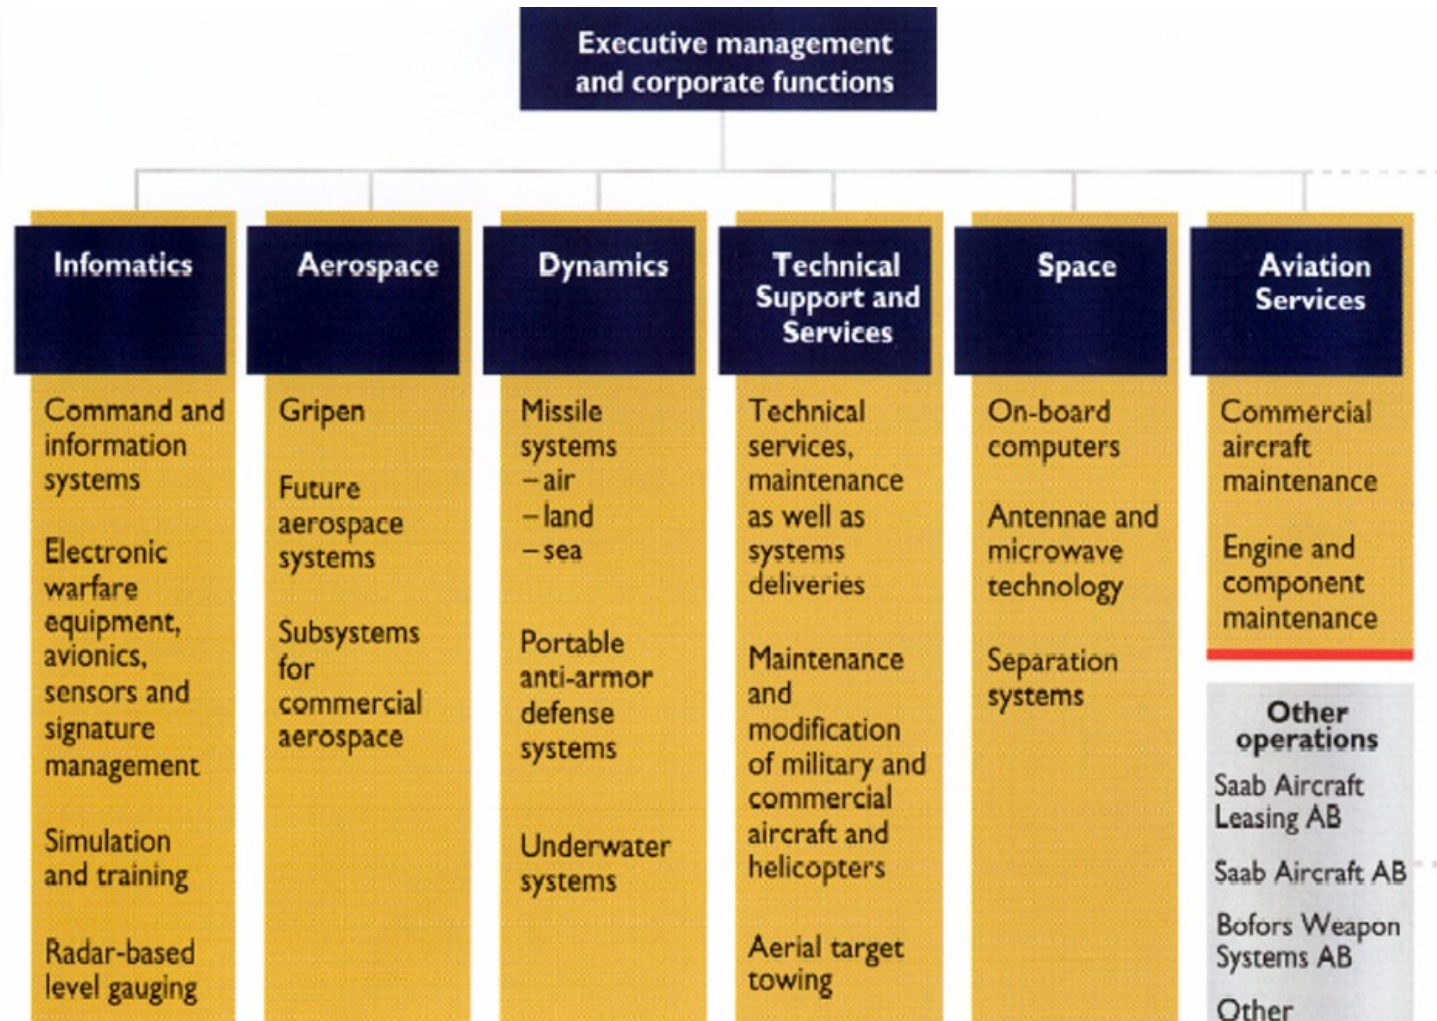 Executive management
and corporate functions
Infomatics
Command and
information
systems
Electronic
warfare
equipment,
avionics,
sensors and
signature
management
Simulation
and training
Radar-based
level gauging
Aerospace
Gripen
Future
aerospace
systems
Subsystems
for
commercial
aerospace
Dynamics
Missile
systems
– air
– land
– sea
Portable
anti-armor
defense
systems
Underwater
systems
Technical
Support and
Services
Technical
services,
maintenance
as well as
systems
deliveries
Maintenance
and
modification
of military and
commercial
aircraft and
helicopters
Aerial target
towing
Space
On-board
computers
Antennae and
microwave
technology
Separation
systems
Aviation
Services
Commercial
aircraft
maintenance
Engine and
component
maintenance
Other
operations
Saab Aircraft
Leasing AB
Saab Aircraft AB
Bofors Weapon
Systems AB
Other